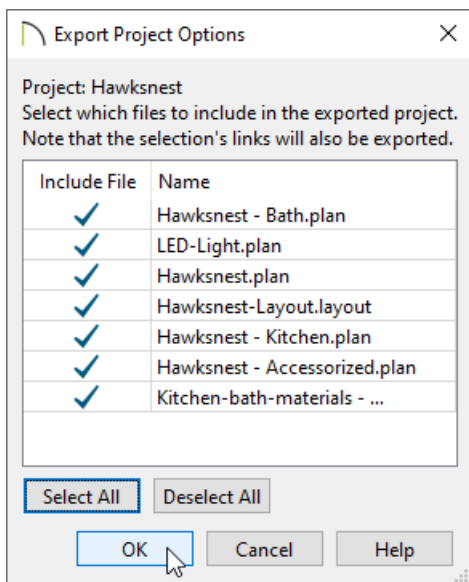 Export Project Options
Project: Hawksnest
Select which files to include in the exported project.
Note that the selection's links will also be exported.
Include File Name
Hawksnest - Bath.plan
LED-Light.plan
Hawksnest.plan
Hawksnest-Layout.layout
Hawksnest - Kitchen.plan
Hawksnest - Accessorized.plan
Kitchen-bath-materials - ...
Select All Deselect All
OK Cancel Help